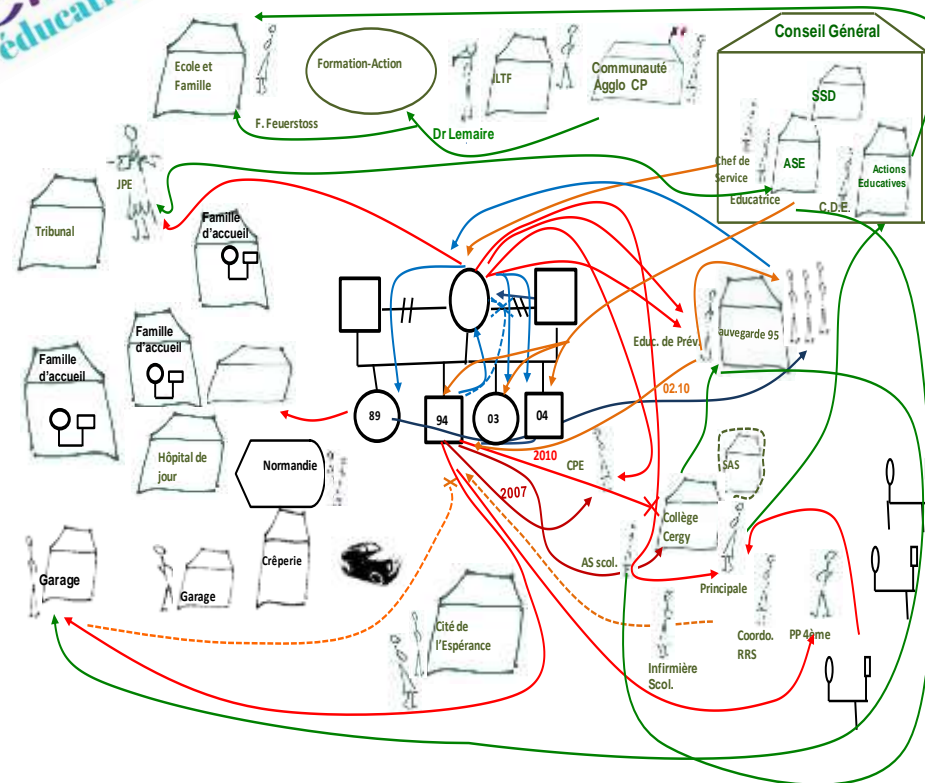 éducati
Conseil Général
Ecole et
Famille
Formation-Action
ILTF
Communauté
Agglo CP
F. Feuerstoss
Dr Lemaire
SSD
ASE
Chef de
Service
Educatrice
Actions
Educatives
C.D.E.
JPE
Tribunal
Famille
d'accueil
Famille
d'accueil
Famille
d'accueil
Educ. de Prév.
auvegarde 95
02.10
89
94
03
04
2010
2007
CPE
SAS
Hôpital de
jour
Normandie
Collège
Cergy
AS scol.
Principale
Crêperie
Garage
Garage
Cité de
l'Espérance
Infirmière
Scol.
Coordo.
RRS
PP 4ème